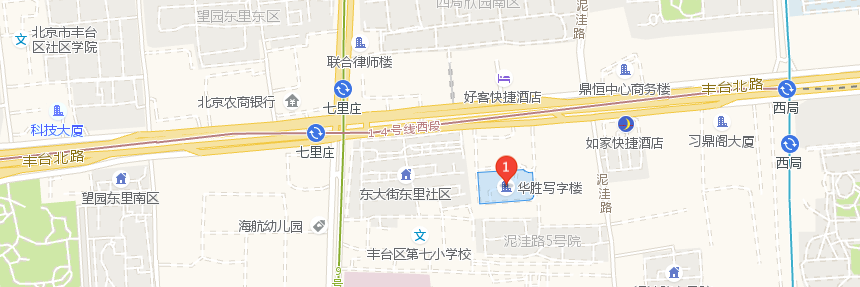 四局欣园南区
望园东里东区
泥洼路
北京市丰台
区社区学院
联合律师楼
鼎恒中心商务楼
丰台北路
好客快捷酒店
北京农商银行
七里庄
西局
科技大厦
14号线西段
习鼎阁大厦
如家快捷酒店
七里庄
丰台北路
西局
1
望园东里南区
东大街东里社区
华胜写字楼
泥洼路
海航幼儿园
泥洼路5号院
丰台区第七小学校